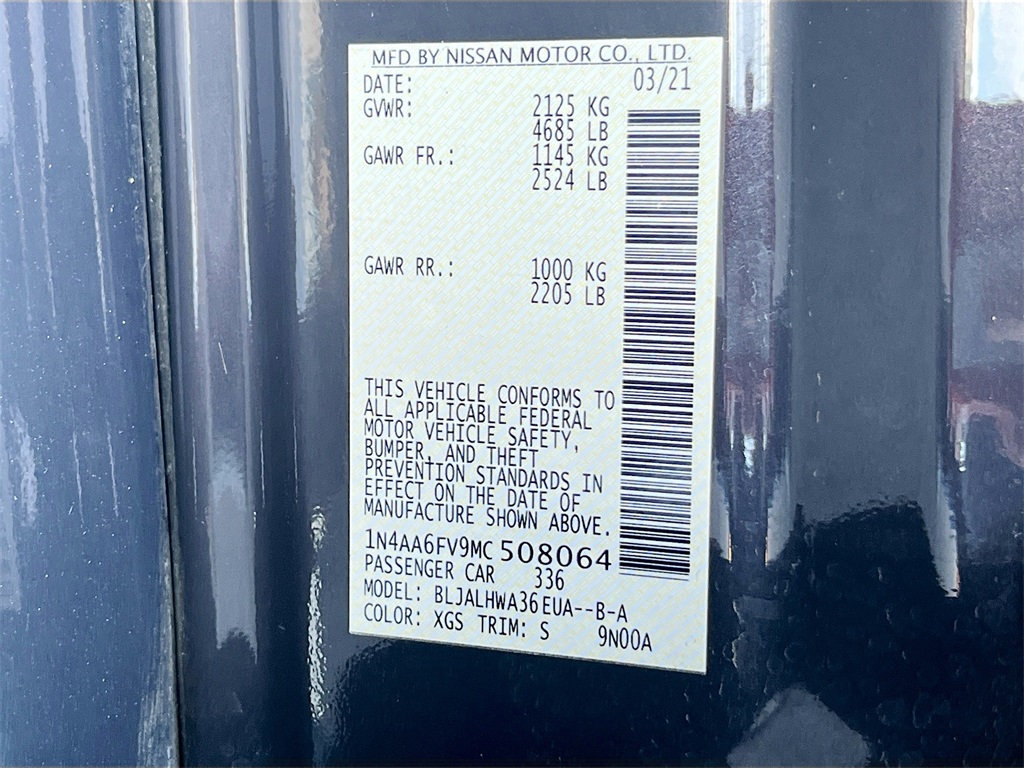 MFD BY NISSAN MOTOR CO., LTD.
DATE: 03/21
GVWR: 2125 KG
4685 LB
GAWR FR.: 1145 KG
2524 LB
GAWR RR.: 1000 KG
2205 LB
THIS VEHICLE CONFORMS TO
ALL APPLICABLE FEDERAL
MOTOR VEHICLE SAFETY,
BUMPER, AND THEFT
PREVENTION STANDARDS IN
EFFECT ON THE DATE OF
MANUFACTURE SHOWN ABOVE.
1N4AA6FV9MC508064
PASSENGER CAR 336
MODEL: BLJALHWA36EUA--B-A
COLOR: XGS TRIM: S 9N00A